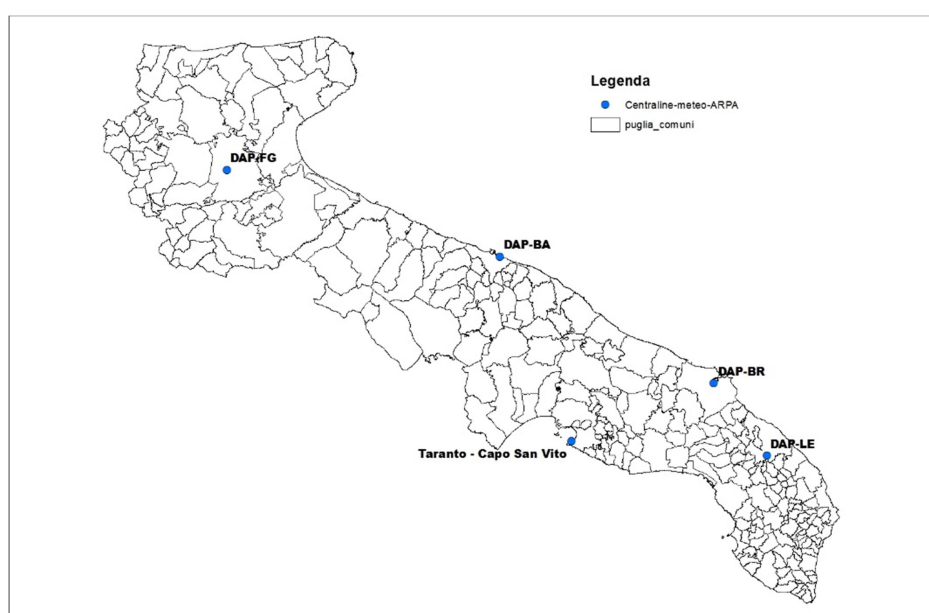 Legenda
Centraline-meteo-ARPA
puglia_comuni
DAP-FG
DAP-BA
DAP-BR
DAP-LE
Taranto - Capo San Vito